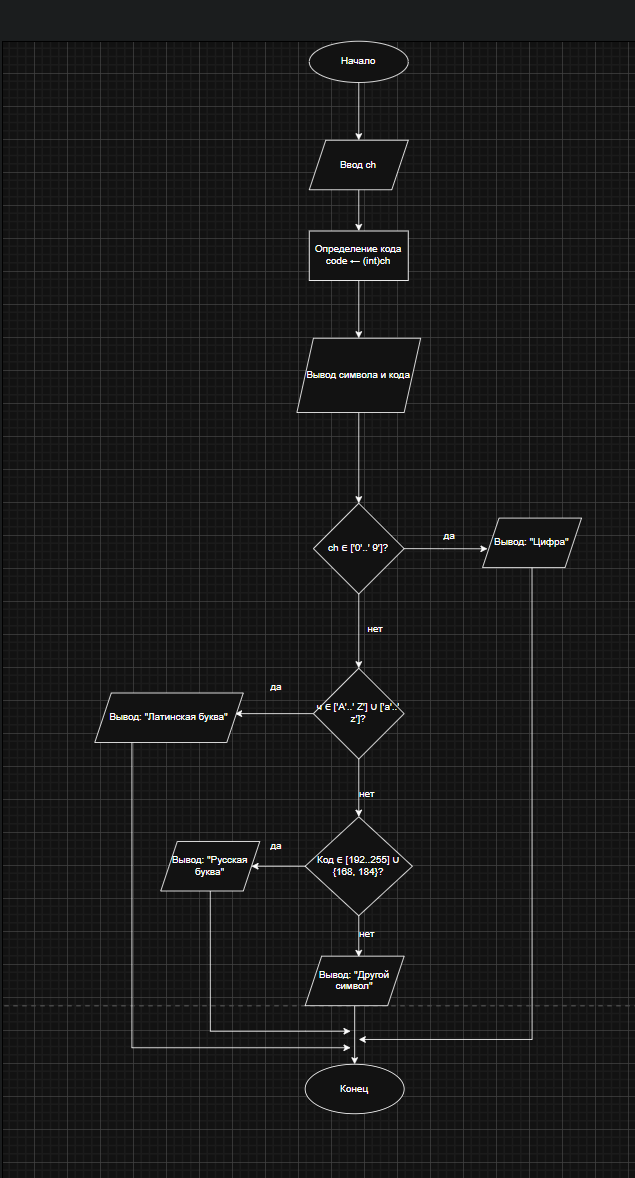 Начало
Ввод ch
Определение кода
code ← (int)ch
Вывод символа и кода
ch ∈ ['0'..' 9']?
да
Вывод: "Цифра"
нет
да
ч ∈ ['A'..' Z'] ∪ ['a'..'
z']?
Вывод: "Латинская буква"
нет
да
Код ∈ [192..255] ∪
{168, 184}?
Вывод: "Русская
буква"
нет
Вывод: "Другой
символ"
Конец